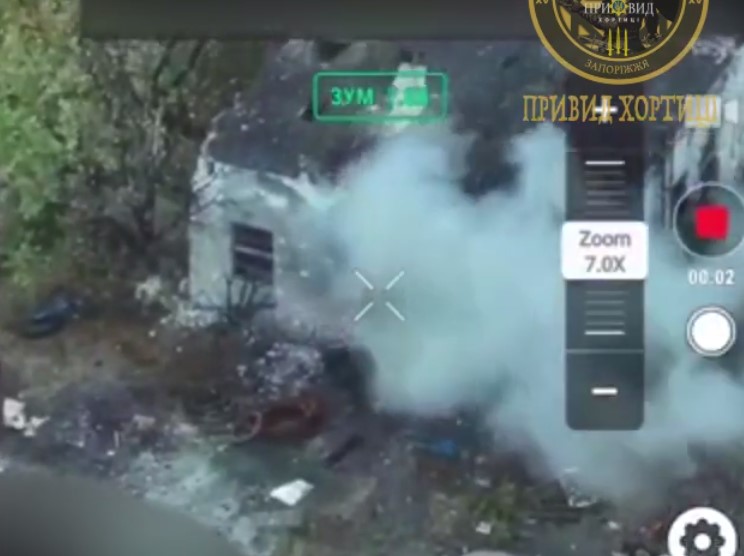 ПРИВИД
ХОРТИЦІ
ЗАПОРІЖЖЯ
ПРИВИД ХОРТИЦІ
ЗУМ
Zoom
7.0X
00:02